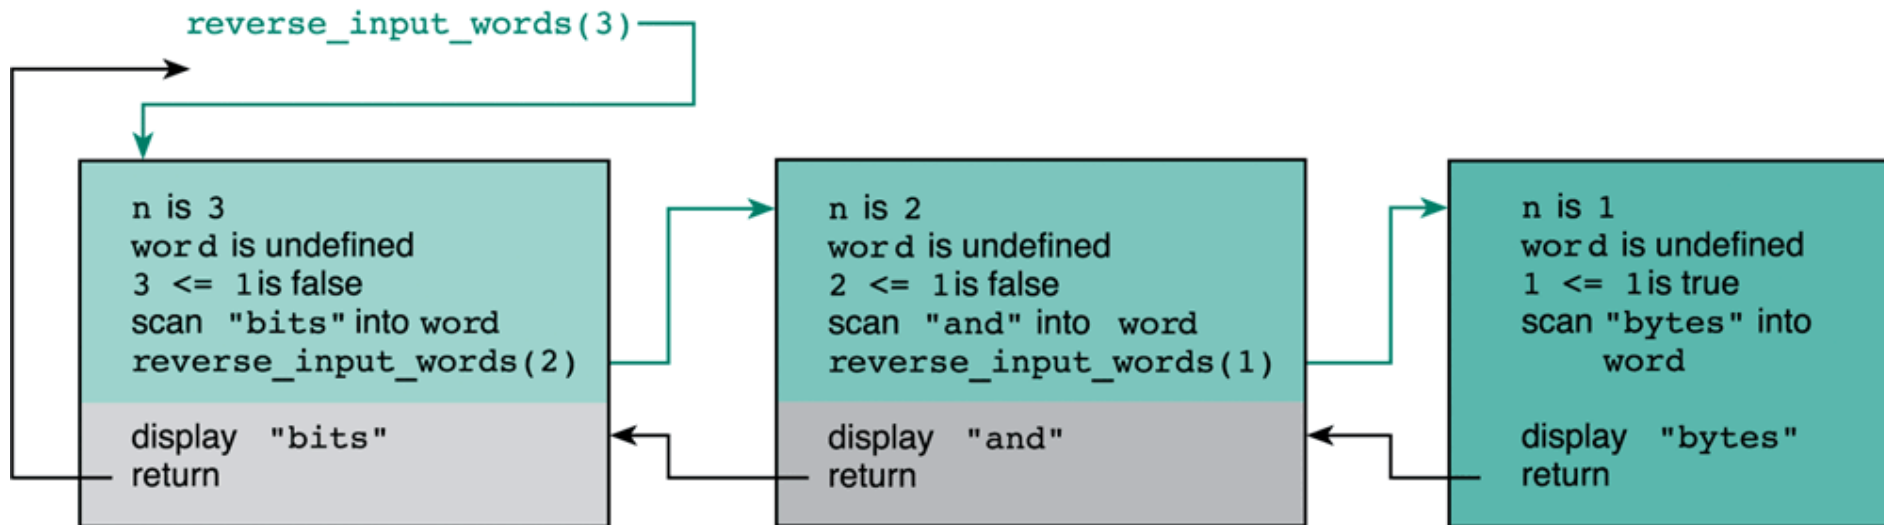 reverse_input_words(3)
n is 3
word is undefined
3 <= 1 is false
scan "bits" into word
reverse_input_words(2)
display "bits"
return
n is 2
word is undefined
2 <= 1 is false
scan "and" into word
reverse_input_words(1)
display "and"
return
n is 1
word is undefined
1 <= 1 is true
scan "bytes" into
word
display "bytes"
return